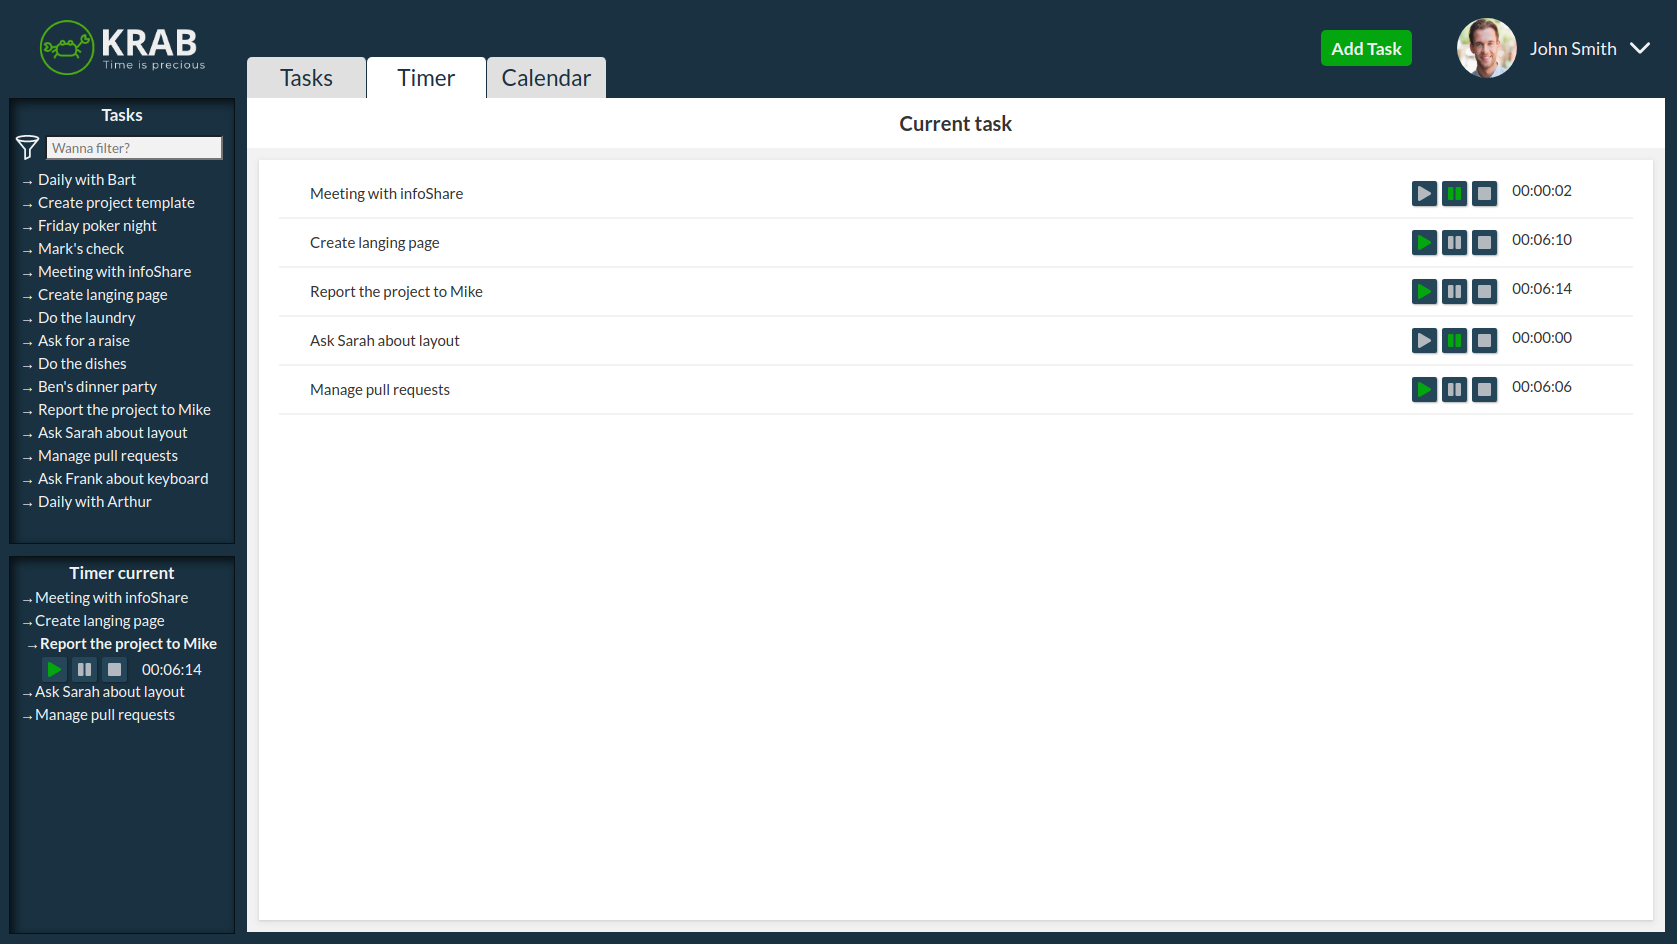 KRAB
Time is precious
Tasks
Timer
Calendar
Add Task
John Smith
Tasks
Wanna filter?
→ Daily with Bart
→ Create project template
→ Friday poker night
→ Mark's check
→ Meeting with infoShare
→ Create langing page
→ Do the laundry
→ Ask for a raise
→ Do the dishes
→ Ben's dinner party
→ Report the project to Mike
→ Ask Sarah about layout
→ Manage pull requests
→ Ask Frank about keyboard
→ Daily with Arthur
Timer current
→Meeting with infoShare
→Create langing page
→Report the project to Mike
00:06:14
→Ask Sarah about layout
→Manage pull requests
Current task
Meeting with infoShare 00:00:02
Create langing page 00:06:10
Report the project to Mike 00:06:14
Ask Sarah about layout 00:00:00
Manage pull requests 00:06:06